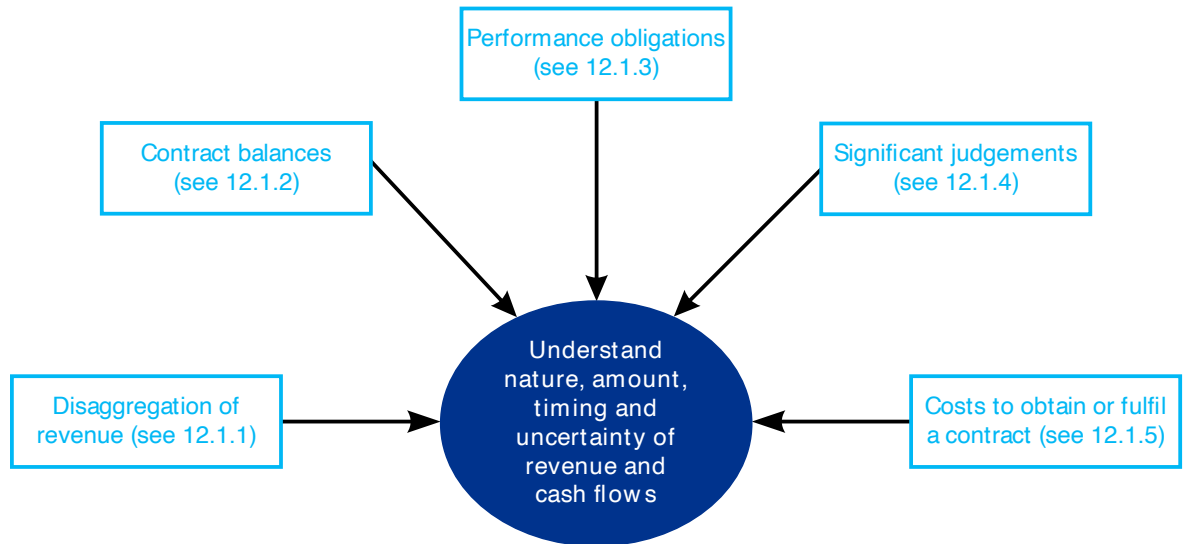 Performance obligations
(see 12.1.3)
Contract balances
(see 12.1.2)
Significant judgements
(see 12.1.4)
Disaggregation of
revenue (see 12.1.1)
Understand
nature, amount,
timing and
uncertainty of
revenue and
cash flows
Costs to obtain or fulfil
a contract (see 12.1.5)